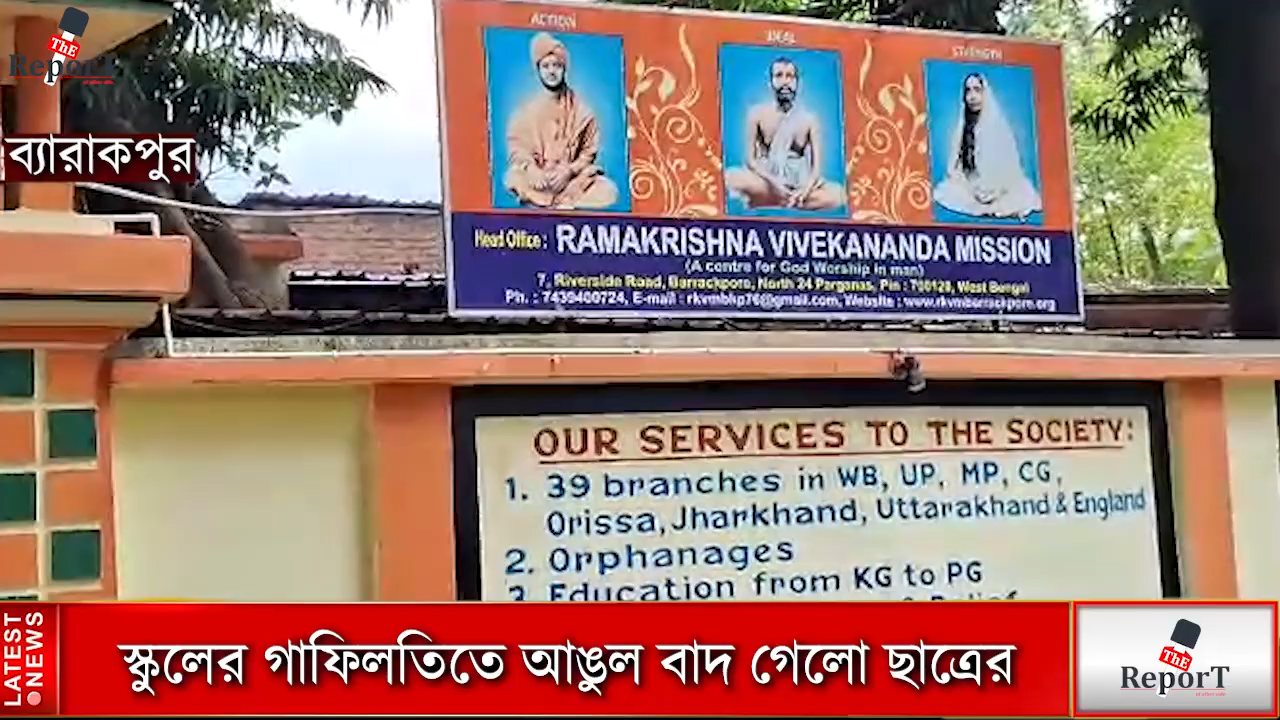 ThE
ReporT
ব্যারাকপুর
ACTION
IDEAL
STRENGTH
Head Office : RAMAKRISHNA VIVEKANANDA MISSION
(A centre for God Worship in man)
7, Riverside Road, Barrackpore, North 24 Parganas, Pin : 700120, West Bengal
Ph. : 7439400724, E-mail : rkvmbkp76@gmail.com, Website : www.rkvmbarrackpore.org
OUR SERVICES TO THE SOCIETY:
1. 39 branches in WB, UP, MP, CG,
Orissa, Jharkhand, Uttarakhand & England
2. Orphanages
3. Education from KG to PG
LATEST
NEWS
স্কুলের গাফিলতিতে আঙুল বাদ গেলো ছাত্রের
ThE
ReporT